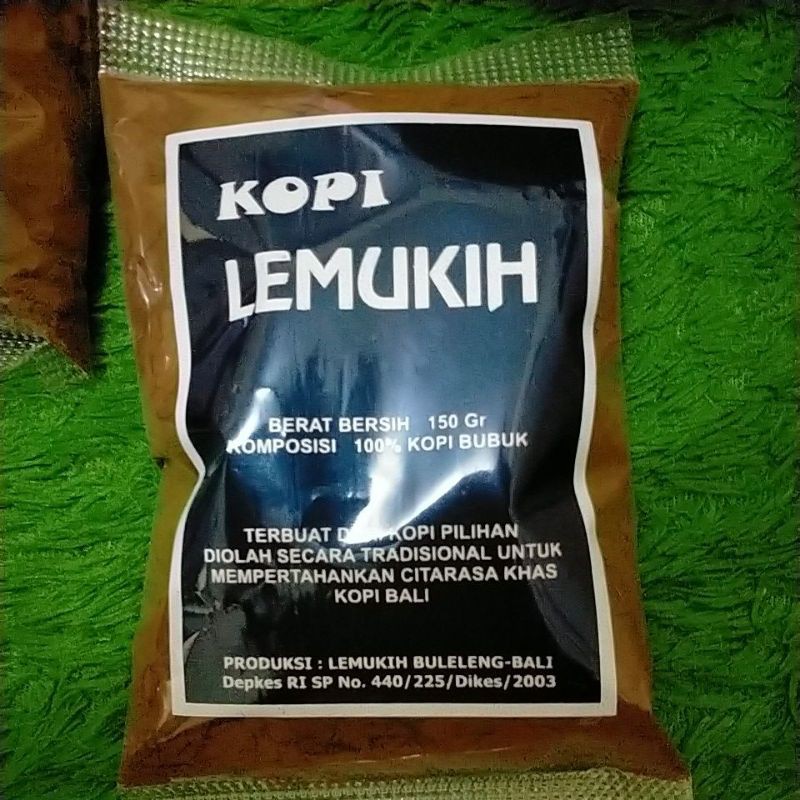 KOPI
LEMUKIH
BERAT BERSIH 150 Gr
KOMPOSISI 100% KOPI BUBUK
TERBUAT DARI KOPI PILIHAN
DIOLAH SECARA TRADISIONAL UNTUK
MEMPERTAHANKAN CITARASA KHAS
KOPI BALI
PRODUKSI : LEMUKIH BULELENG-BALI
Depkes RI SP No. 440/225/Dikes/2003